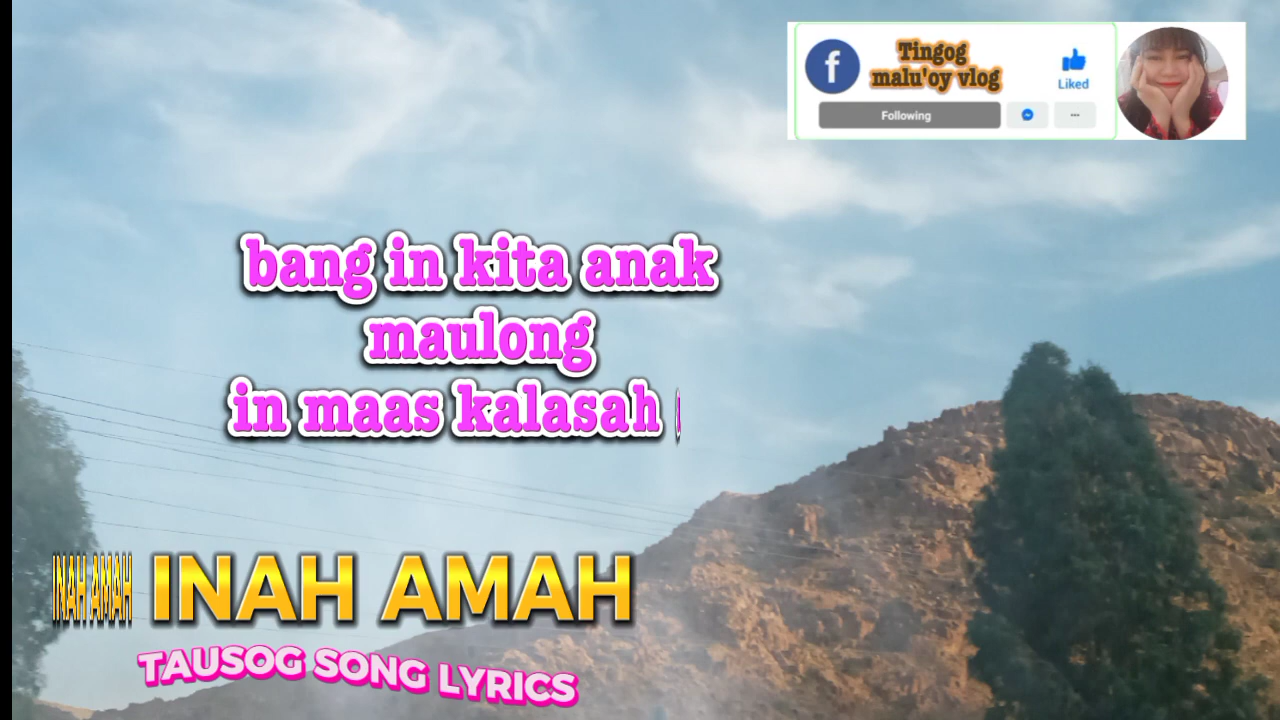 f
Tingog
malu'oy vlog
Liked
Following
bang in kita anak
maulong
in maas kalasah
INAH AMAH
INAH AMAH
TAUSOG SONG LYRICS